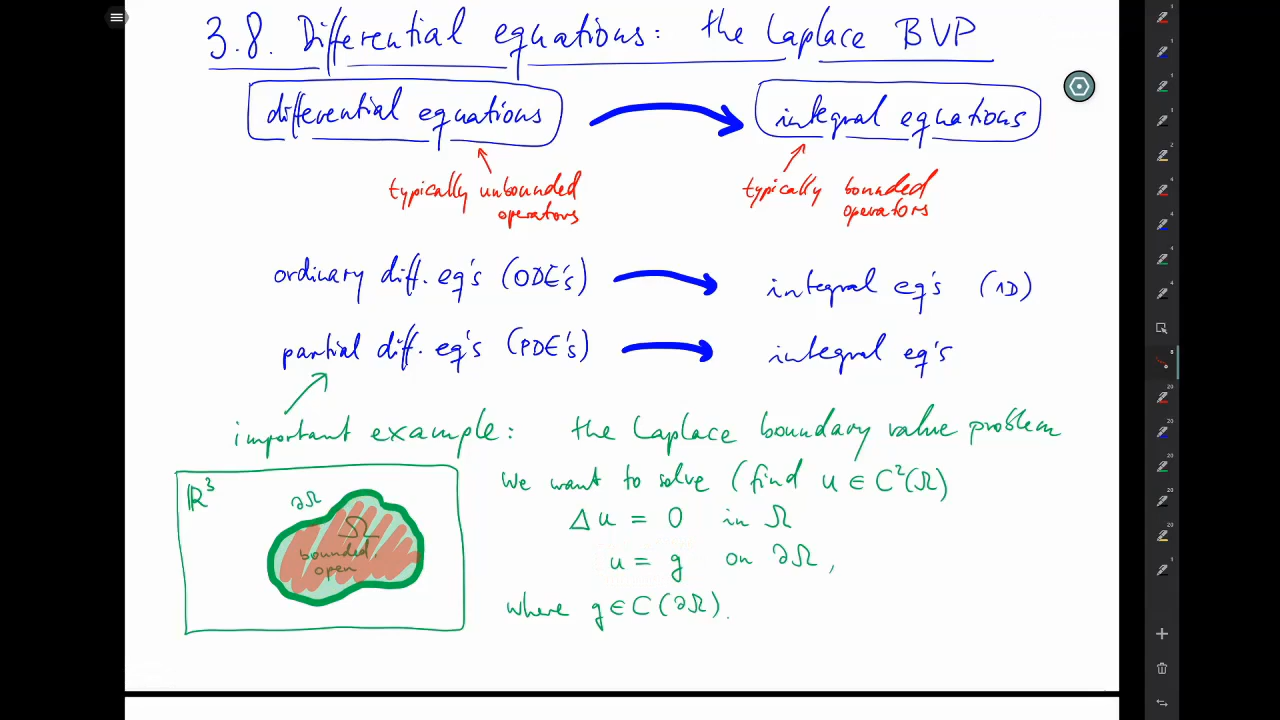 3.8. Differential equations: the Laplace BVP
differential equations
integral equations
typically unbounded
operators
typically bounded
operators
ordinary diff. eq's (ODE's)
integral eq's (1D)
partial diff. eq's (PDE's)
integral eq's
important example: the Laplace boundary value problem
ℝ³
∂Ω
Ω
bounded,
open
We want to solve (find u ∈ C²(Ω))
Δu = 0 in Ω
u = g on ∂Ω,
where g ∈ C(∂Ω).